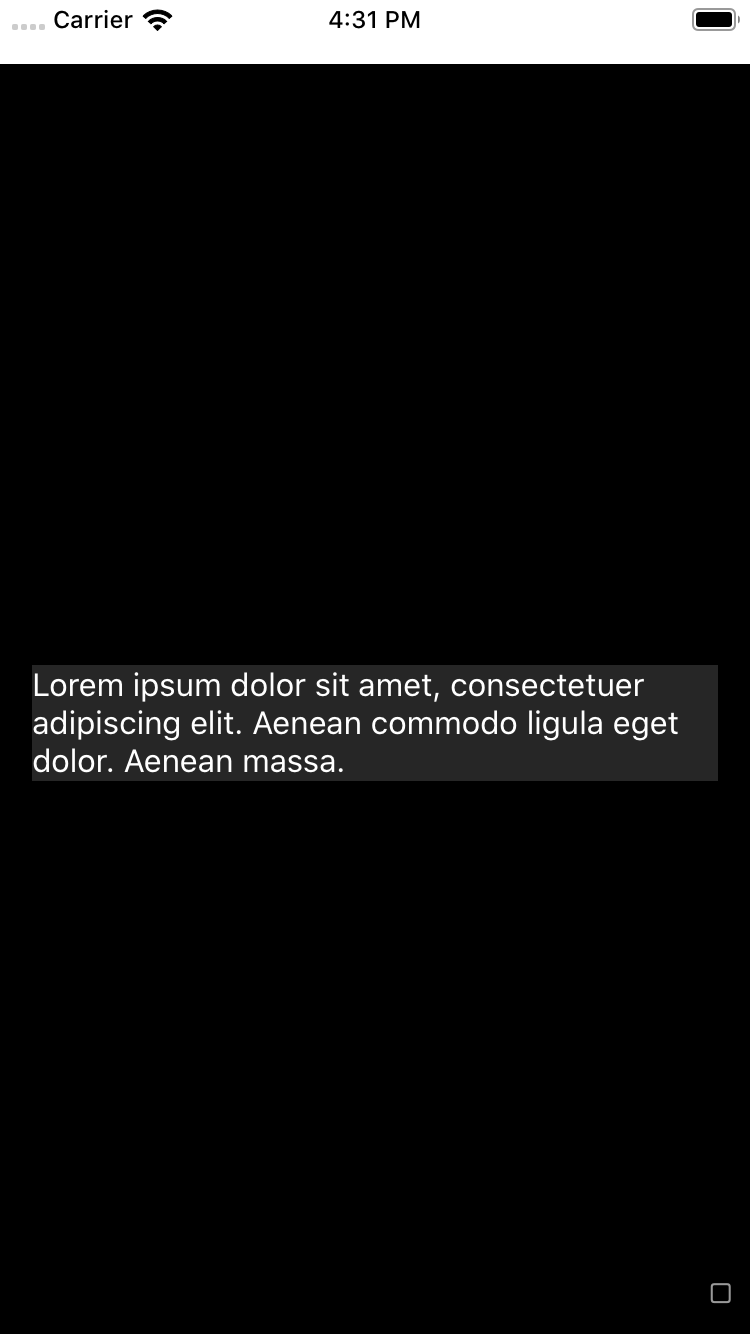 Carrier 4:31 PM
Lorem ipsum dolor sit amet, consectetuer
adipiscing elit. Aenean commodo ligula eget
dolor. Aenean massa.